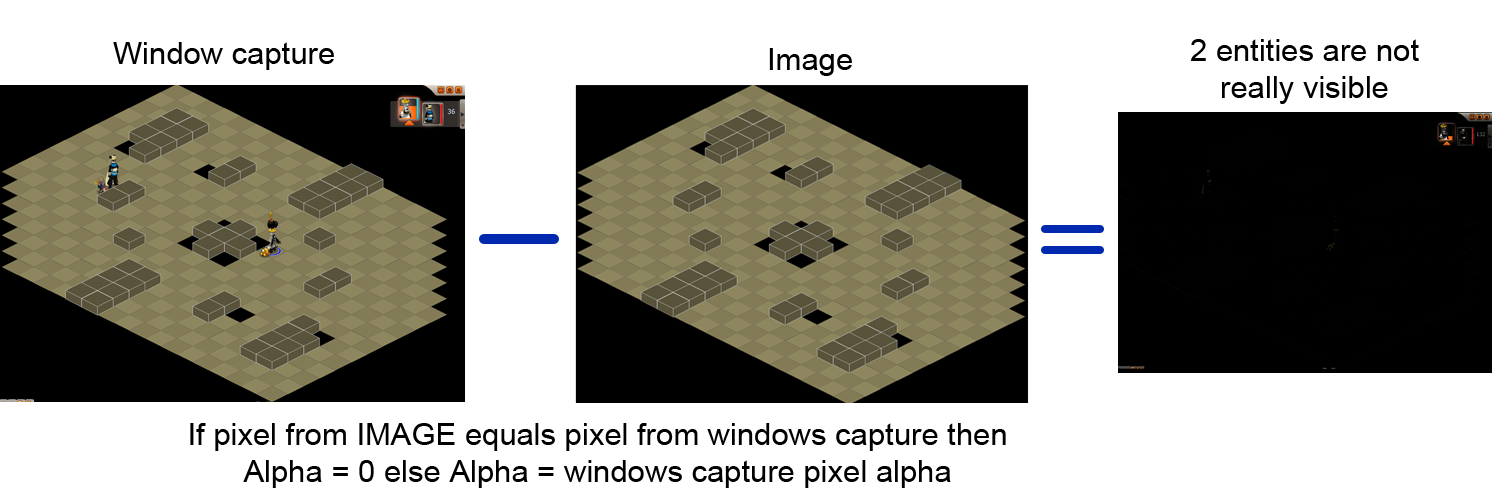 Window capture
Image
2 entities are not
really visible
36
132
If pixel from IMAGE equals pixel from windows capture then
Alpha = 0 else Alpha = windows capture pixel alpha